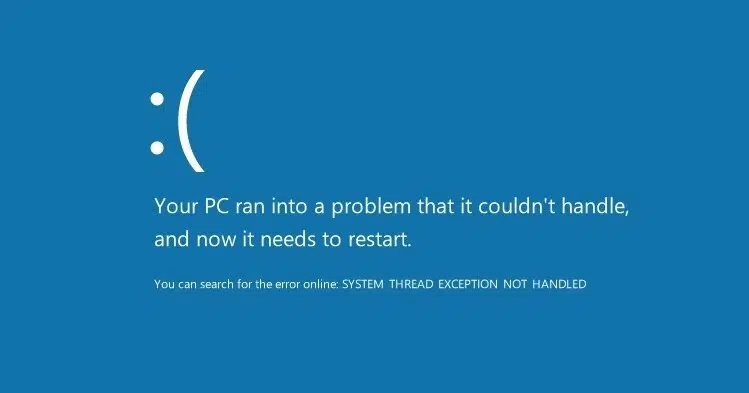 :(
Your PC ran into a problem that it couldn't handle,
and now it needs to restart.
You can search for the error online: SYSTEM THREAD EXCEPTION NOT HANDLED